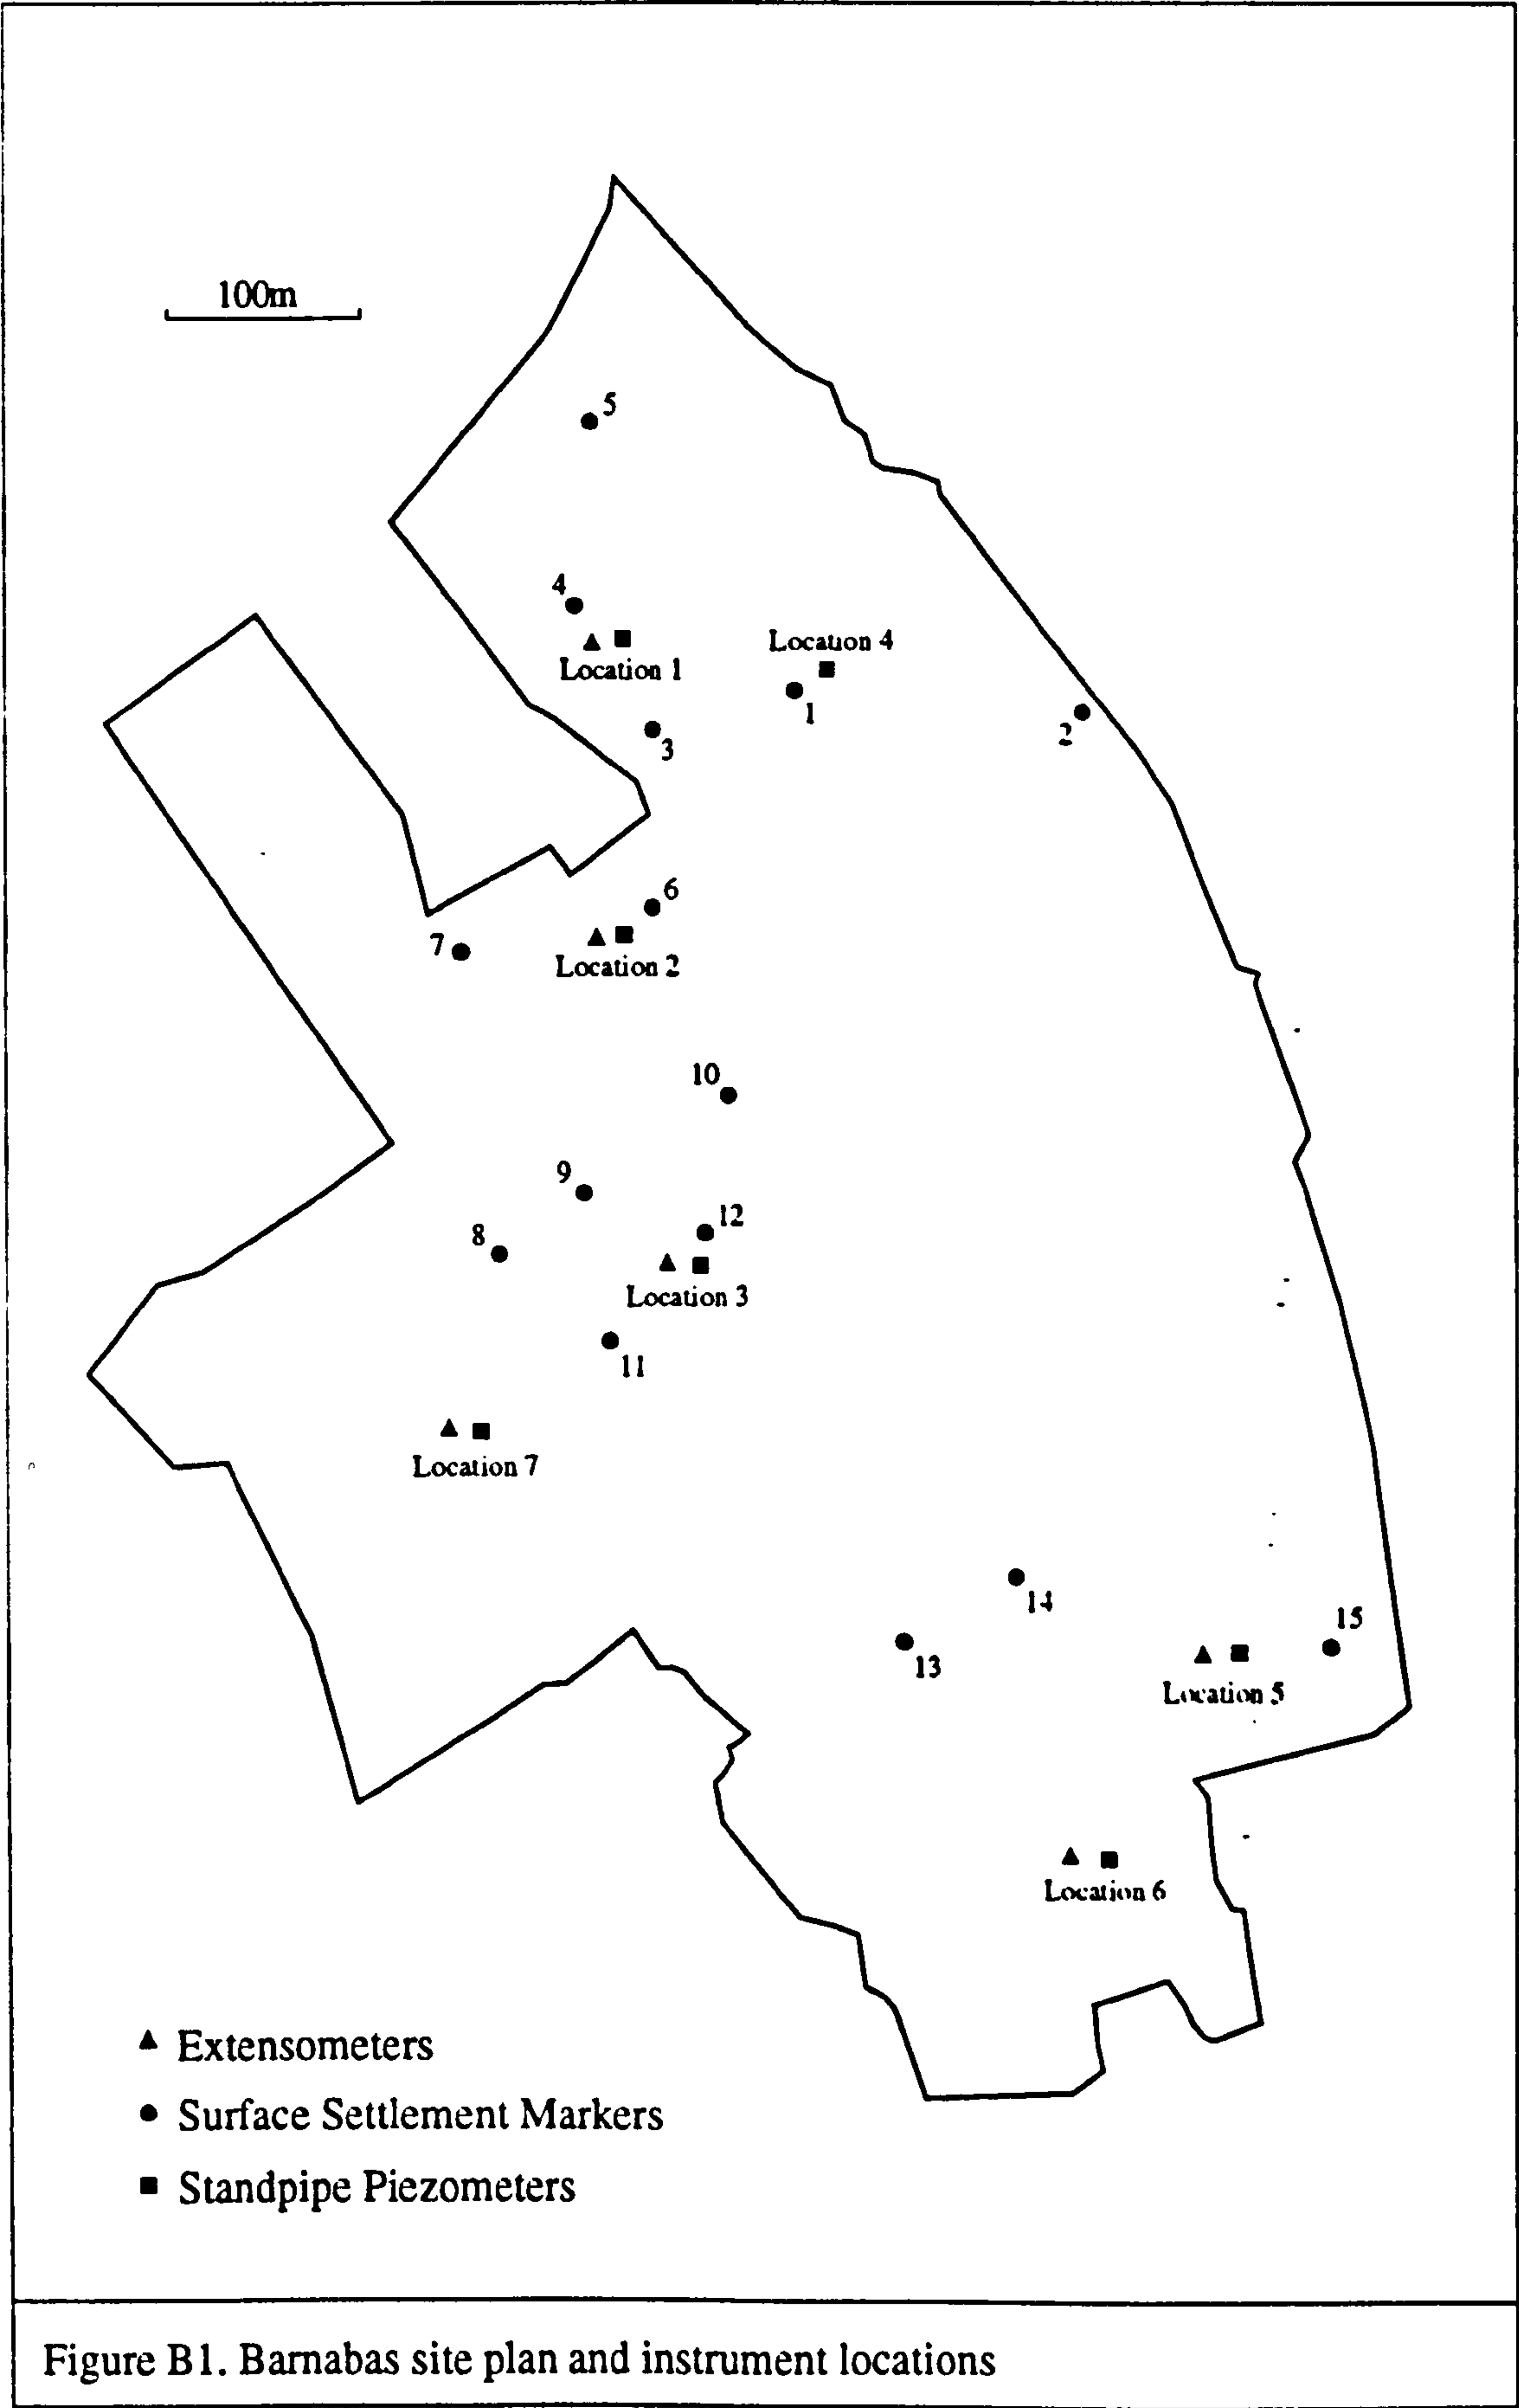 100m
5
4
Location 1
Location 4
1
2
3
6
7
Location 2
10
9
12
8
Location 3
11
Location 7
14
15
13
Location 5
Location 6
Extensometers
Surface Settlement Markers
Standpipe Piezometers
Figure B1. Barnabas site plan and instrument locations